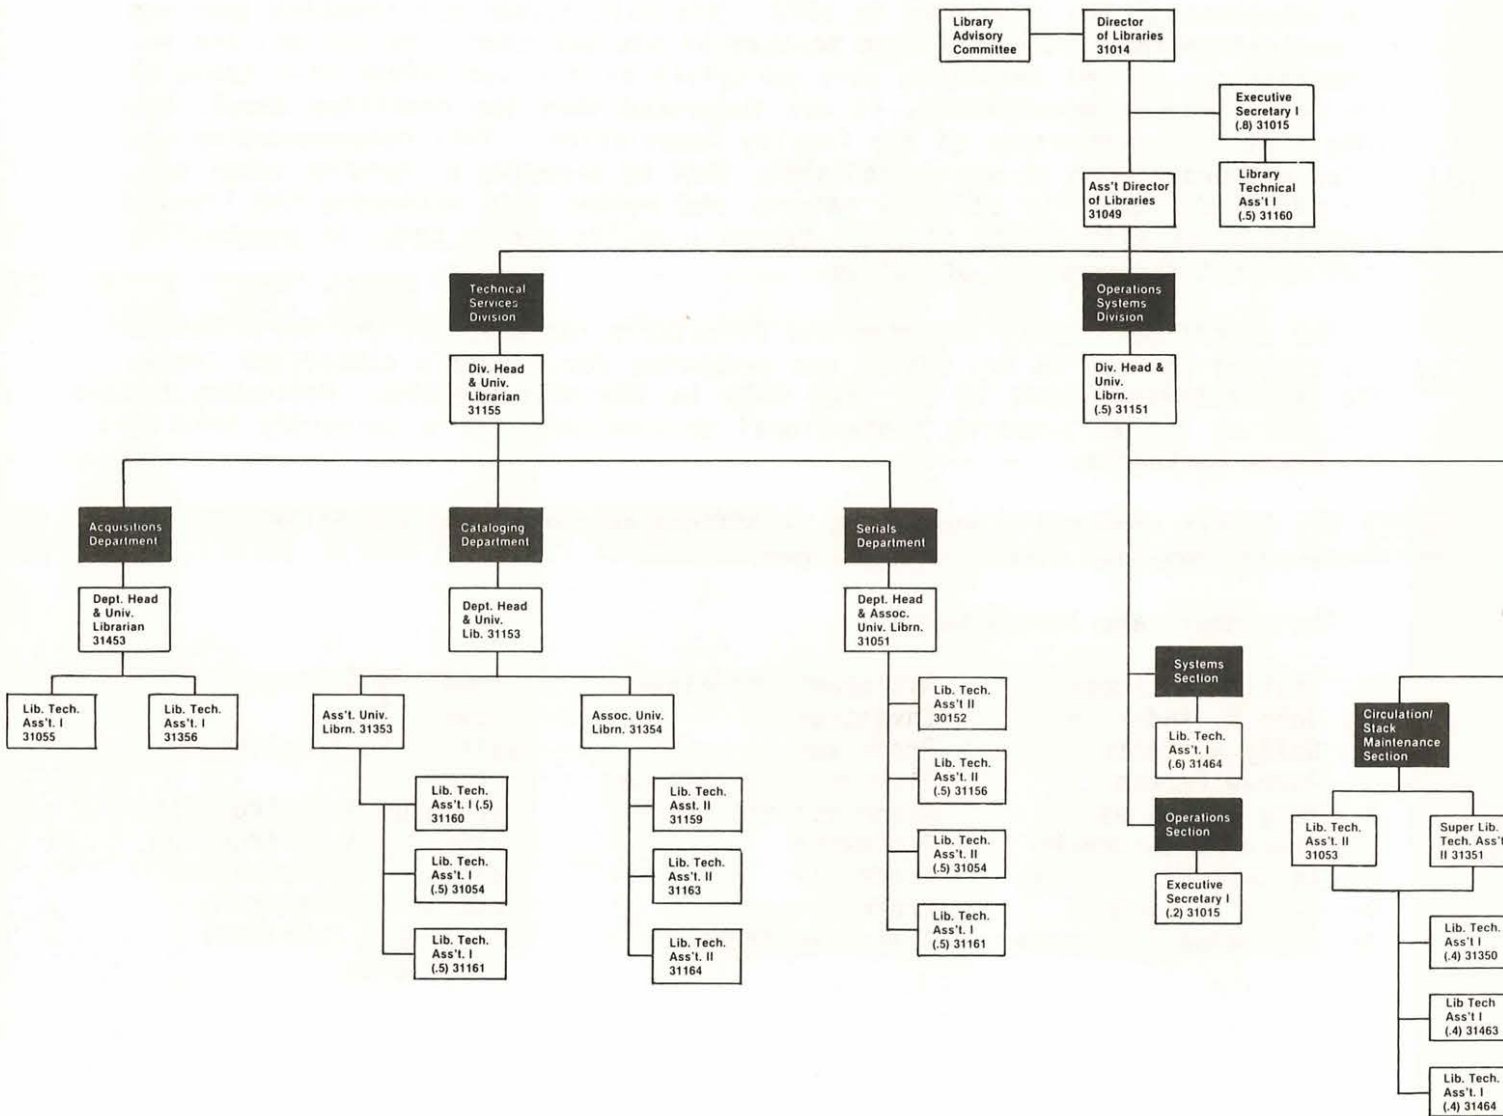 Library
Advisory
Committee
Director
of Libraries
31014
Executive
Secretary I
(.8) 31015
Library
Technical
Ass't I
(.5) 31160
Ass't Director
of Libraries
31049
Technical
Services
Division
Operations
Systems
Division
Div. Head
& Univ.
Librarian
31155
Div. Head &
Univ.
Librn.
(.5) 31151
Acquisitions
Department
Cataloging
Department
Serials
Department
Dept. Head
& Univ.
Librarian
31453
Dept. Head
& Univ.
Lib. 31153
Dept. Head
& Assoc.
Univ. Librn.
31051
Lib. Tech.
Ass't. I
31055
Lib. Tech.
Ass't. I
31356
Ass't. Univ.
Librn. 31353
Assoc. Univ.
Librn. 31354
Lib. Tech.
Ass't. I (.5)
31160
Lib. Tech.
Ass't. I
(.5) 31054
Lib. Tech.
Ass't. I
(.5) 31161
Lib. Tech.
Asst. II
31159
Lib. Tech.
Ass't. II
31163
Lib. Tech.
Ass't. II
31164
Lib. Tech.
Ass't II
30152
Lib. Tech.
Ass't. II
(.5) 31156
Lib. Tech.
Ass't. II
(.5) 31054
Lib. Tech.
Ass't. I
(.5) 31161
Systems
Section
Lib. Tech.
Ass't. I
(.6) 31464
Operations
Section
Executive
Secretary I
(.2) 31015
Circulation/
Stack
Maintenance
Section
Lib. Tech.
Ass't. II
31053
Super Lib.
Tech. Ass't
II 31351
Lib. Tech.
Ass't I
(.4) 31350
Lib Tech
Ass't I
(.4) 31463
Lib. Tech.
Ass't. I
(.4) 31464